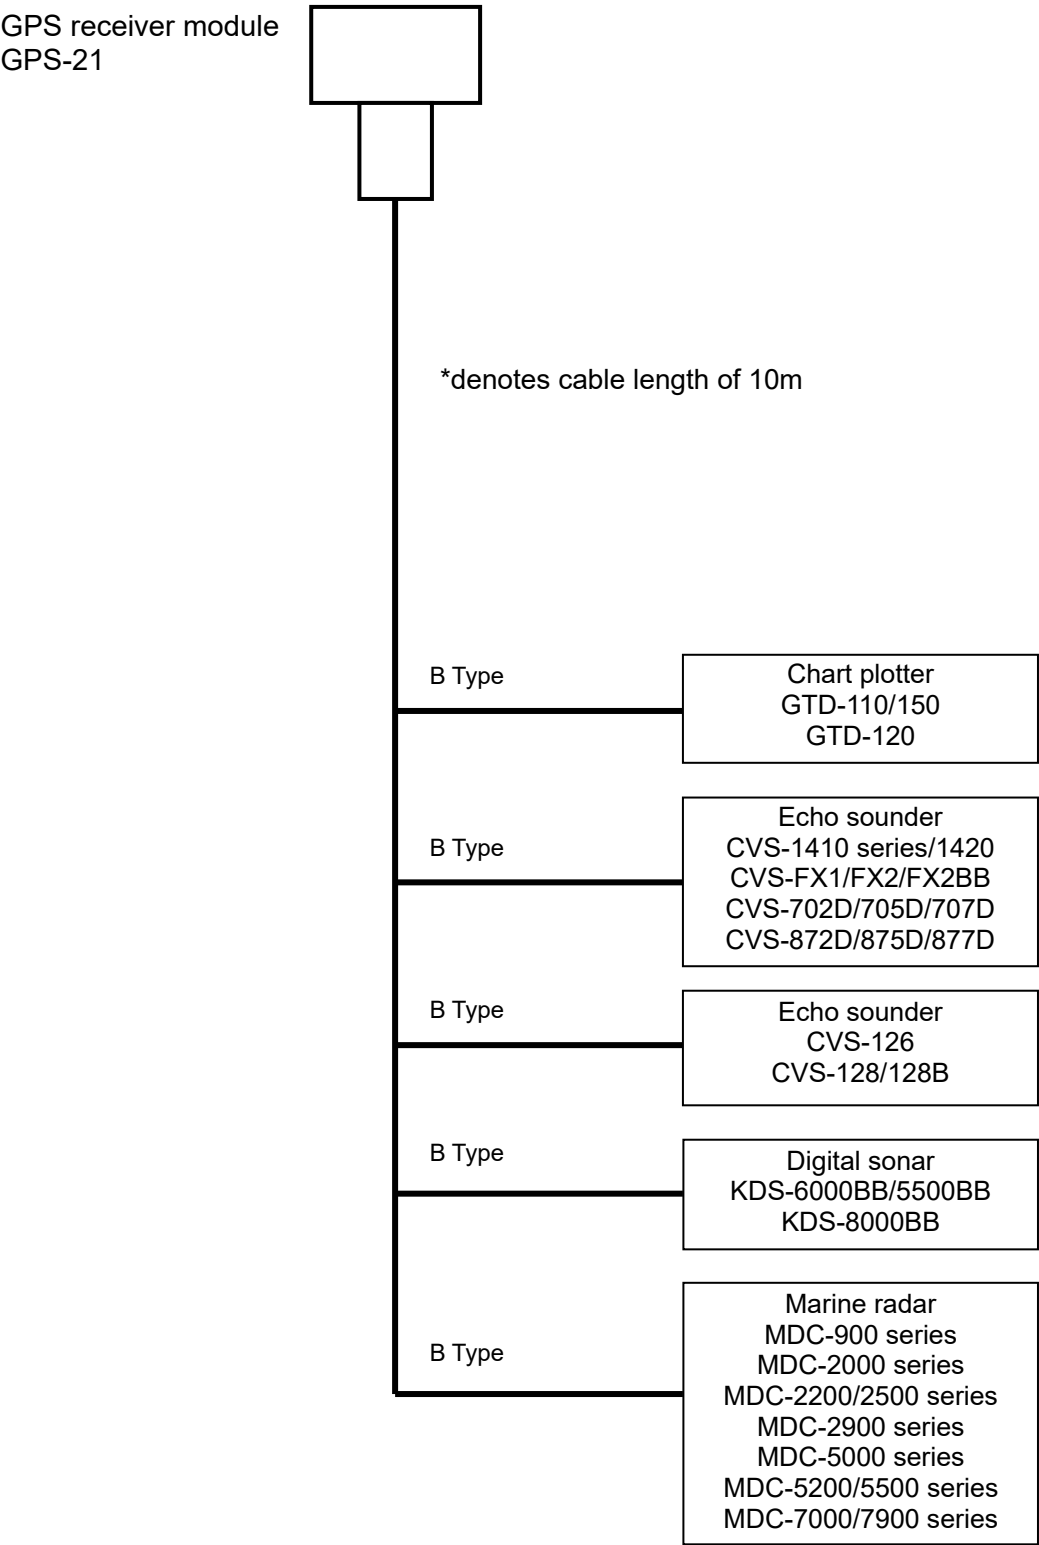 GPS receiver module
GPS-21
*denotes cable length of 10m
B Type
Chart plotter
GTD-110/150
GTD-120
B Type
Echo sounder
CVS-1410 series/1420
CVS-FX1/FX2/FX2BB
CVS-702D/705D/707D
CVS-872D/875D/877D
B Type
Echo sounder
CVS-126
CVS-128/128B
B Type
Digital sonar
KDS-6000BB/5500BB
KDS-8000BB
B Type
Marine radar
MDC-900 series
MDC-2000 series
MDC-2200/2500 series
MDC-2900 series
MDC-5000 series
MDC-5200/5500 series
MDC-7000/7900 series